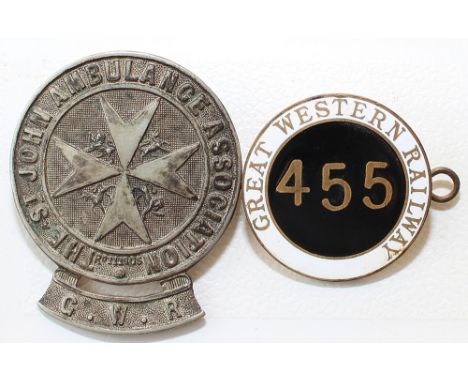 THE ST JOHN AMBULANCE ASSOCIATION
G. W. R
GREAT WESTERN RAILWAY
455